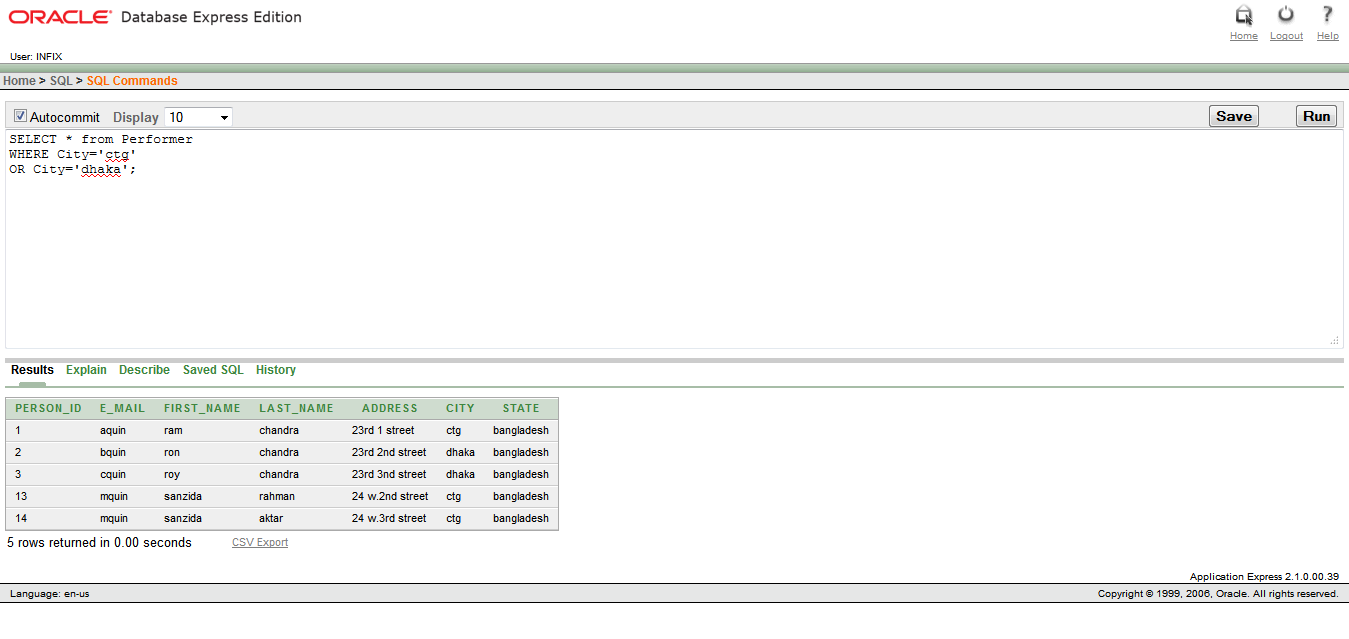 ORACLE® Database Express Edition
Home Logout Help
User: INFIX
Home > SQL > SQL Commands
Autocommit Display 10 Save Run
SELECT * from Performer
WHERE City='ctg'
OR City='dhaka';
Results Explain Describe Saved SQL History
PERSON_ID E_MAIL FIRST_NAME LAST_NAME ADDRESS CITY STATE
1 aquin ram chandra 23rd 1 street ctg bangladesh
2 bquin ron chandra 23rd 2nd street dhaka bangladesh
3 cquin roy chandra 23rd 3nd street dhaka bangladesh
13 mquin sanzida rahman 24 w.2nd street ctg bangladesh
14 mquin sanzida aktar 24 w.3rd street ctg bangladesh
5 rows returned in 0.00 seconds CSV Export
Application Express 2.1.0.00.39
Language: en-us Copyright © 1999, 2006, Oracle. All rights reserved.